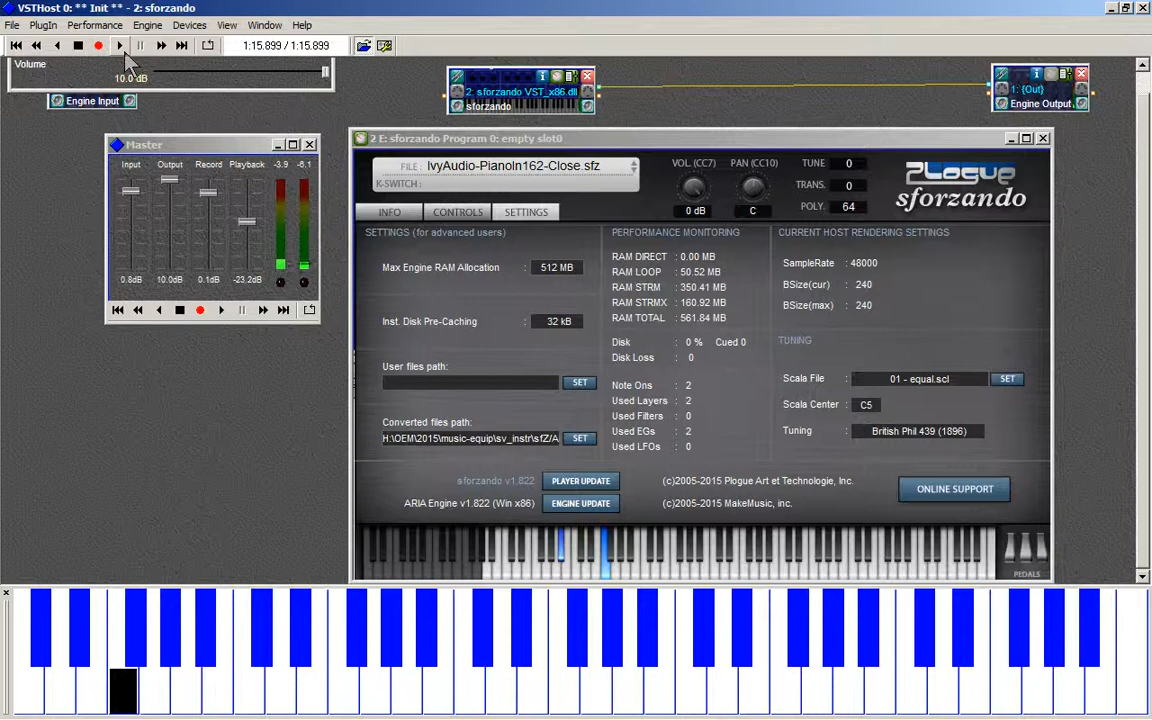 VSTHost 0: ** Init ** - 2: sforzando
File PlugIn Performance Engine Devices View Window Help
1:15.899 / 1:15.899
Volume
10.0 dB
Engine Input
2: sforzando VST_x86.dll
sforzando
1: {Out}
Engine Output
Master
Input Output Record Playback -3.9 -6.1
0.8dB 10.0dB 0.1dB -23.2dB
2 E: sforzando Program 0: empty slot0
FILE: IvyAudio-PianoIn162-Close.sfz
K-SWITCH :
VOL. (CC7) PAN (CC10)
0 dB C
TUNE 0
TRANS. 0
POLY. 64
PLOGUE
sforzando
INFO CONTROLS SETTINGS
SETTINGS (for advanced users)
Max Engine RAM Allocation : 512 MB
Inst. Disk Pre-Caching : 32 kB
User files path:
SET
Converted files path:
H:\OEM\2015\music-equip\sv_instr\sfZ/A SET
PERFORMANCE MONITORING
RAM DIRECT : 0.00 MB
RAM LOOP : 50.52 MB
RAM STRM : 350.41 MB
RAM STRMX : 160.92 MB
RAM TOTAL : 561.84 MB
Disk : 0 % Cued 0
Disk Loss : 0
Note Ons : 2
Used Layers : 2
Used Filters : 0
Used EGs : 2
Used LFOs : 0
CURRENT HOST RENDERING SETTINGS
SampleRate : 48000
BSize(cur) : 240
BSize(max) : 240
TUNING
Scala File : 01 - equal.scl SET
Scala Center : C5
Tuning : British Phil 439 (1896)
sforzando v1,822 PLAYER UPDATE (c)2005-2015 Plogue Art et Technologie, Inc.
ARIA Engine v1.822 (Win x86) ENGINE UPDATE (c)2005-2015 MakeMusic, inc.
ONLINE SUPPORT
PEDALS